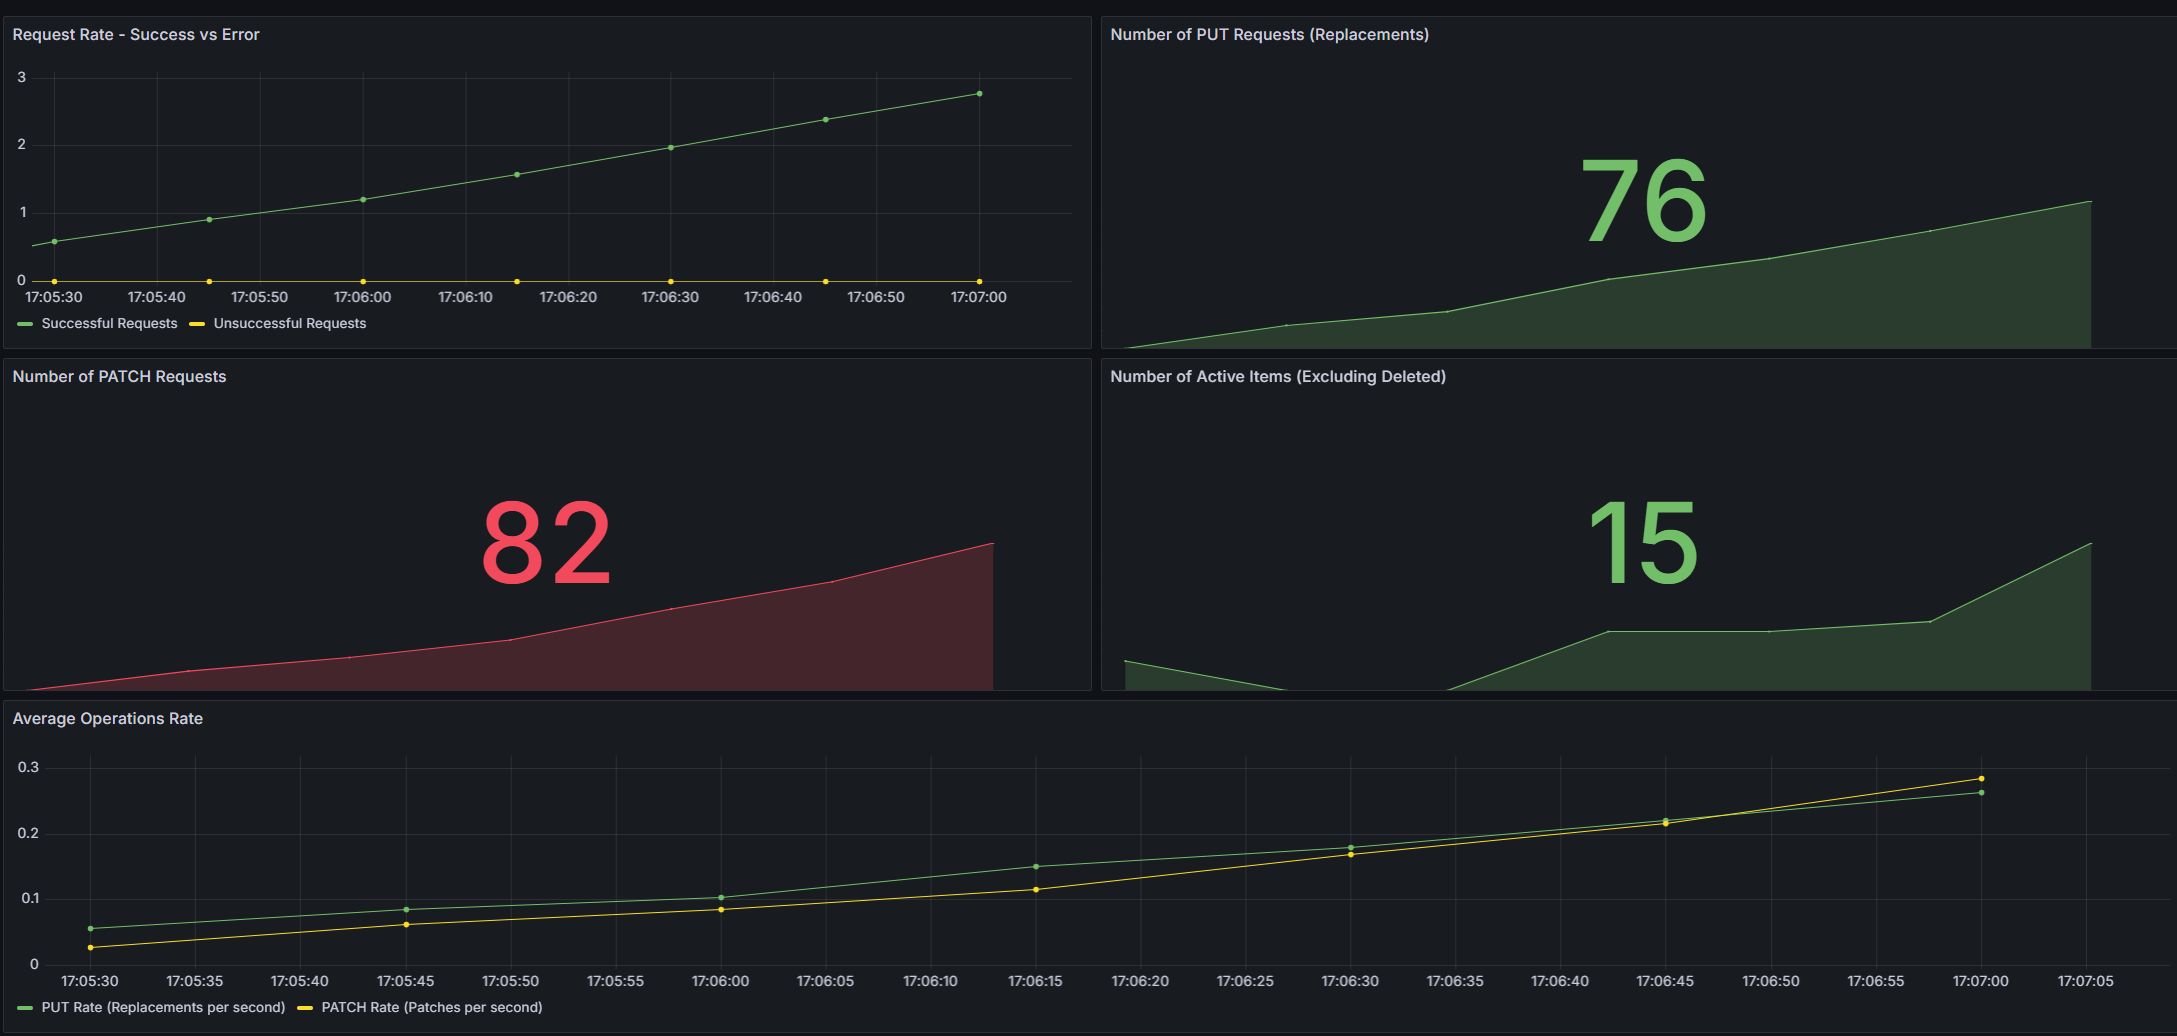 Request Rate - Success vs Error
3
2
1
0
17:05:30 17:05:40 17:05:50 17:06:00 17:06:10 17:06:20 17:06:30 17:06:40 17:06:50 17:07:00
Successful Requests Unsuccessful Requests
Number of PUT Requests (Replacements)
76
Number of PATCH Requests
82
Number of Active Items (Excluding Deleted)
15
Average Operations Rate
0.3
0.2
0.1
0
17:05:30 17:05:35 17:05:40 17:05:45 17:05:50 17:05:55 17:06:00 17:06:05 17:06:10 17:06:15 17:06:20 17:06:25 17:06:30 17:06:35 17:06:40 17:06:45 17:06:50 17:06:55 17:07:00 17:07:05
PUT Rate (Replacements per second) PATCH Rate (Patches per second)